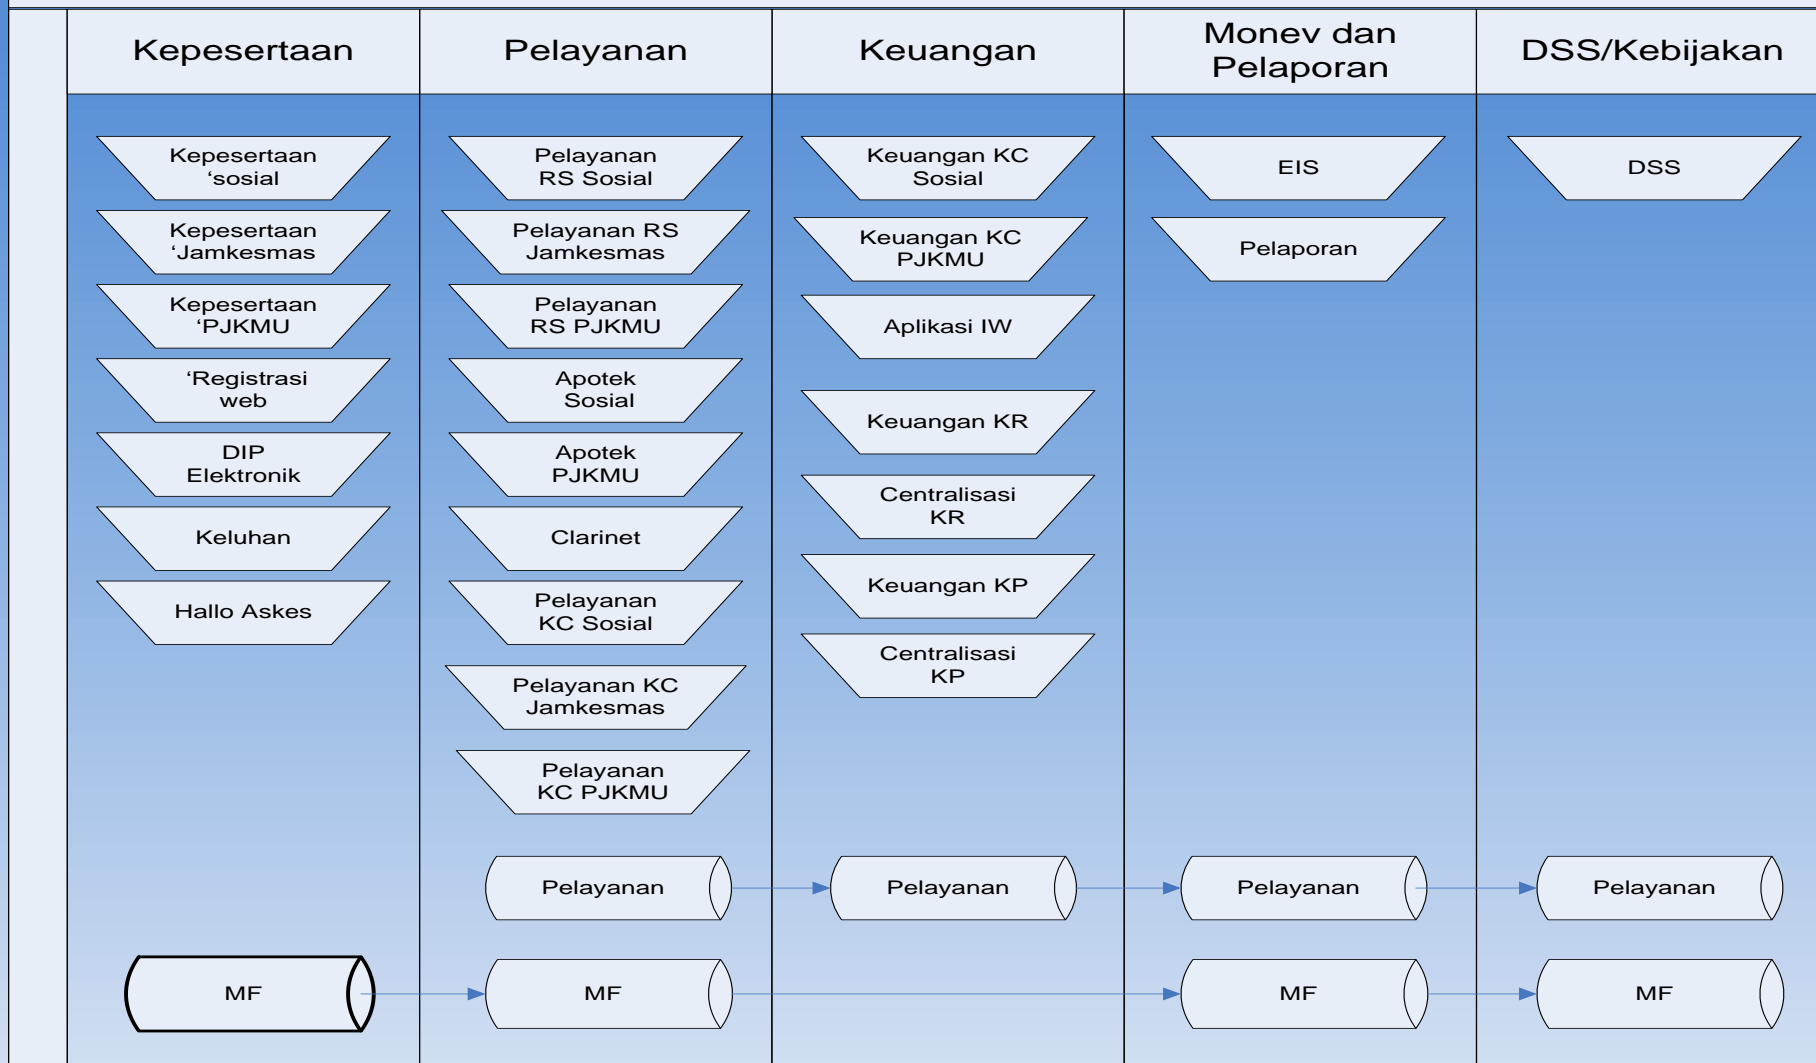 Kepesertaan
Pelayanan
Keuangan
Monev dan
Pelaporan
DSS/Kebijakan
Kepesertaan
‘sosial
Kepesertaan
‘Jamkesmas
Kepesertaan
‘PJKMU
‘Registrasi
web
DIP
Elektronik
Keluhan
Hallo Askes
MF
Pelayanan
RS Sosial
Pelayanan RS
Jamkesmas
Pelayanan
RS PJKMU
Apotek
Sosial
Apotek
PJKMU
Clarinet
Pelayanan
KC Sosial
Pelayanan KC
Jamkesmas
Pelayanan
KC PJKMU
Pelayanan
MF
Keuangan KC
Sosial
Keuangan KC
PJKMU
Aplikasi IW
Keuangan KR
Centralisasi
KR
Keuangan KP
Centralisasi
KP
Pelayanan
EIS
Pelaporan
Pelayanan
MF
DSS
Pelayanan
MF